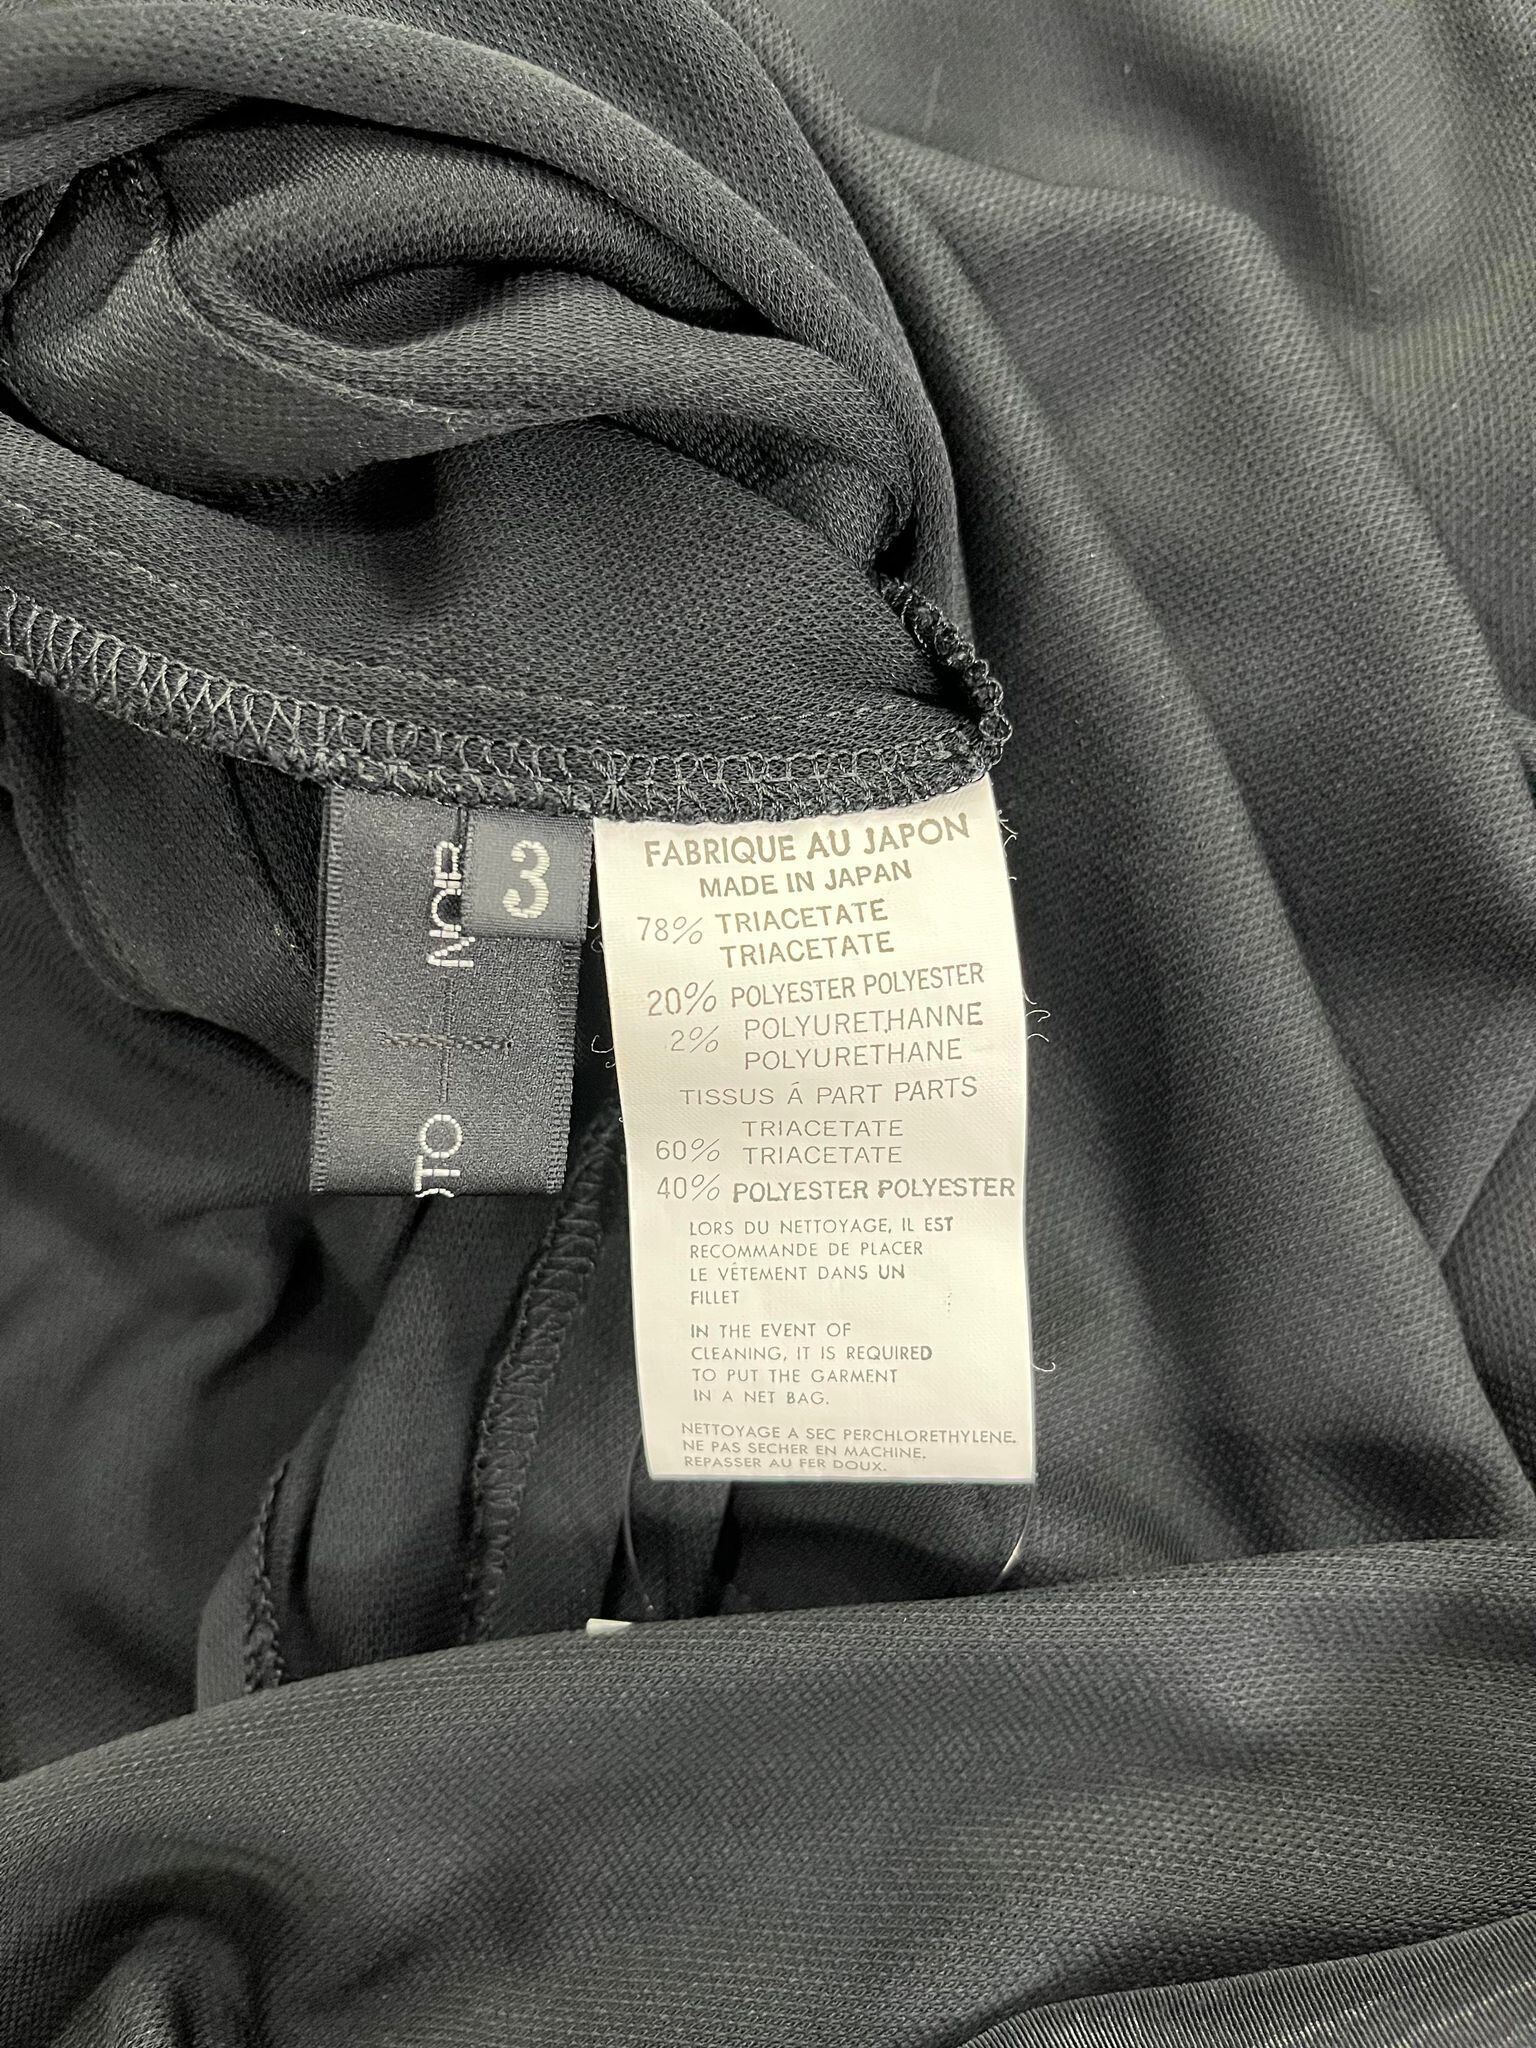 NOIR
OTO
3
FABRIQUE AU JAPON
MADE IN JAPAN
78% TRIACETATE
TRIACETATE
20% POLYESTER POLYESTER
2% POLYURETHANNE
POLYURETHANE
TISSUS Á PART PARTS
TRIACETATE
60% TRIACETATE
40% POLYESTER POLYESTER
LORS DU NETTOYAGE, IL EST
RECOMMANDE DE PLACER
LE VÊTEMENT DANS UN
FILLET
IN THE EVENT OF
CLEANING, IT IS REQUIRED
TO PUT THE GARMENT
IN A NET BAG.
NETTOYAGE A SEC PERCHLORETHYLENE.
NE PAS SECHER EN MACHINE.
REPASSER AU FER DOUX.